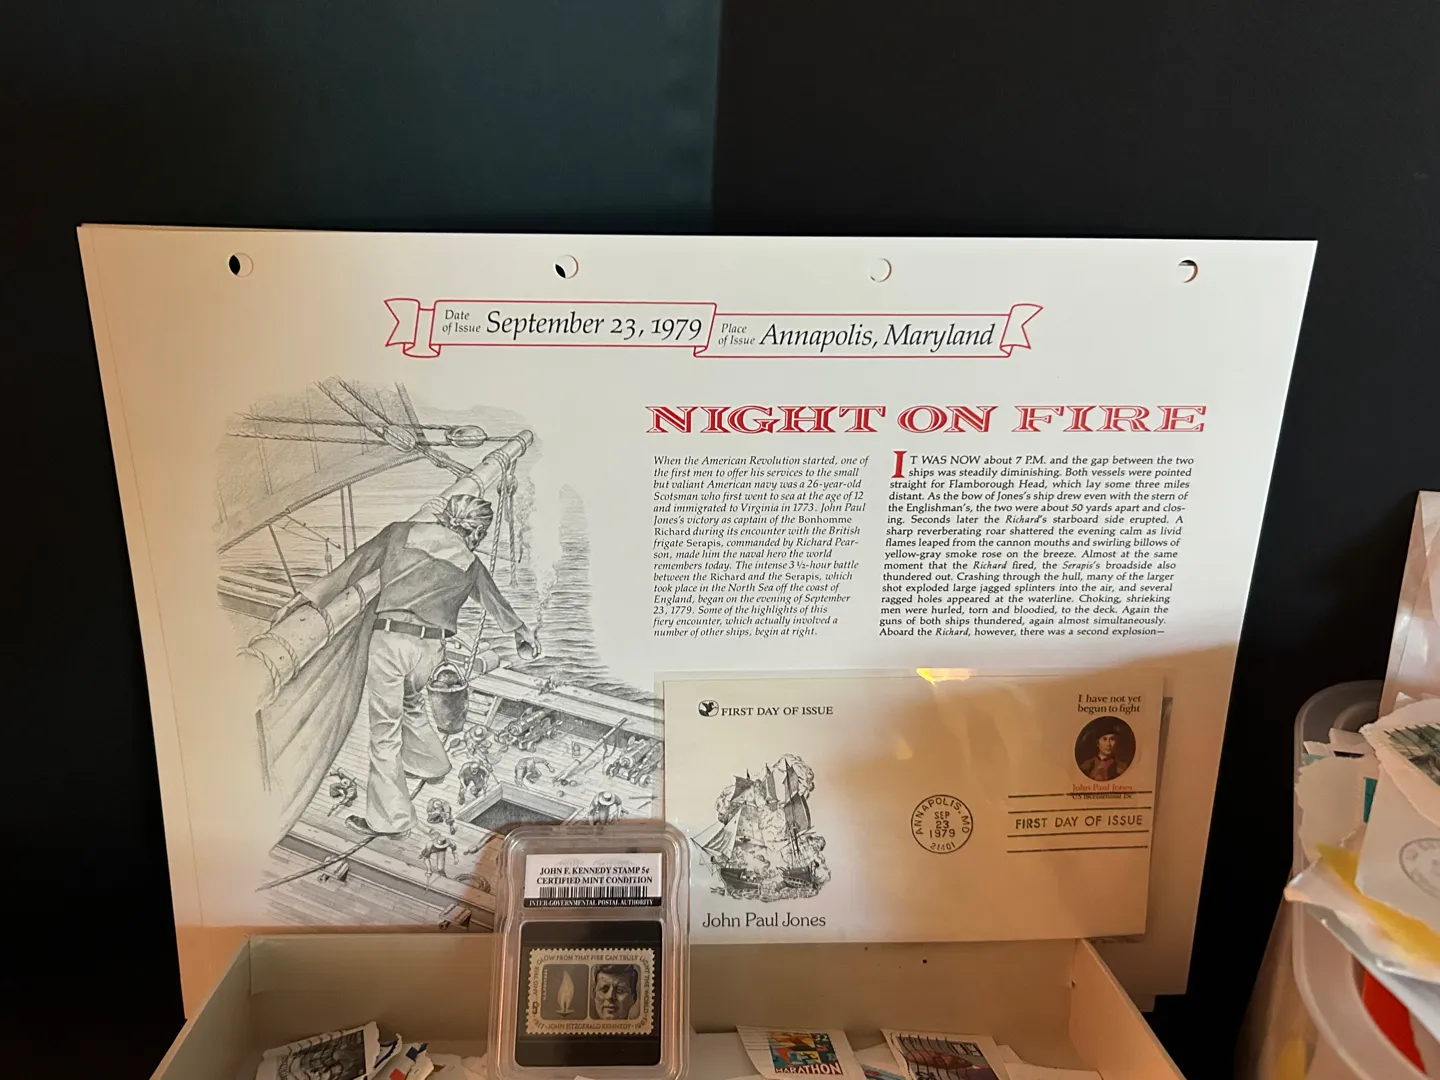 Date
of Issue
September 23, 1979
Place
of Issue
Annapolis, Maryland
NIGHT ON FIRE
When the American Revolution started, one of
the first men to offer his services to the small
but valiant American navy was a 26-year-old
Scotsman who first went to sea at the age of 12
and immigrated to Virginia in 1773. John Paul
Jones's victory as captain of the Bonhomme
Richard during its encounter with the British
frigate Serapis, commanded by Richard Pear-
son, made him the naval hero the world
remembers today. The intense 3 ½-hour battle
between the Richard and the Serapis, which
took place in the North Sea off the coast of
England, began on the evening of September
23, 1779. Some of the highlights of this
fiery encounter, which actually involved a
number of other ships, begin at right.
IT WAS NOW about 7 P.M. and the gap between the two
ships was steadily diminishing. Both vessels were pointed
straight for Flamborough Head, which lay some three miles
distant. As the bow of Jones's ship drew even with the stern of
the Englishman's, the two were about 50 yards apart and clos-
ing. Seconds later the Richard's starboard side erupted. A
sharp reverberating roar shattered the evening calm as livid
flames leaped from the cannon mouths and swirling billows of
yellow-gray smoke rose on the breeze. Almost at the same
moment that the Richard fired, the Serapis's broadside also
thundered out. Crashing through the hull, many of the larger
shot exploded large jagged splinters into the air, and several
ragged holes appeared at the waterline. Choking, shrieking
men were hurled, torn and bloodied, to the deck. Again the
guns of both ships thundered, again almost simultaneously.
Aboard the Richard, however, there was a second explosion—
FIRST DAY OF ISSUE
I have not yet
begun to fight
John Paul Jones
US Bicentennial 15c
ANNAPOLIS, MD
SEP
23
1979
21401
FIRST DAY OF ISSUE
John Paul Jones
JOHN F. KENNEDY STAMP 5¢
CERTIFIED MINT CONDITION
INTER-GOVERNMENTAL POSTAL AUTHORITY
...AND THE GLOW FROM THAT FIRE CAN TRULY LIGHT THE WORLD
JOHN FITZGERALD KENNEDY
MARATHON